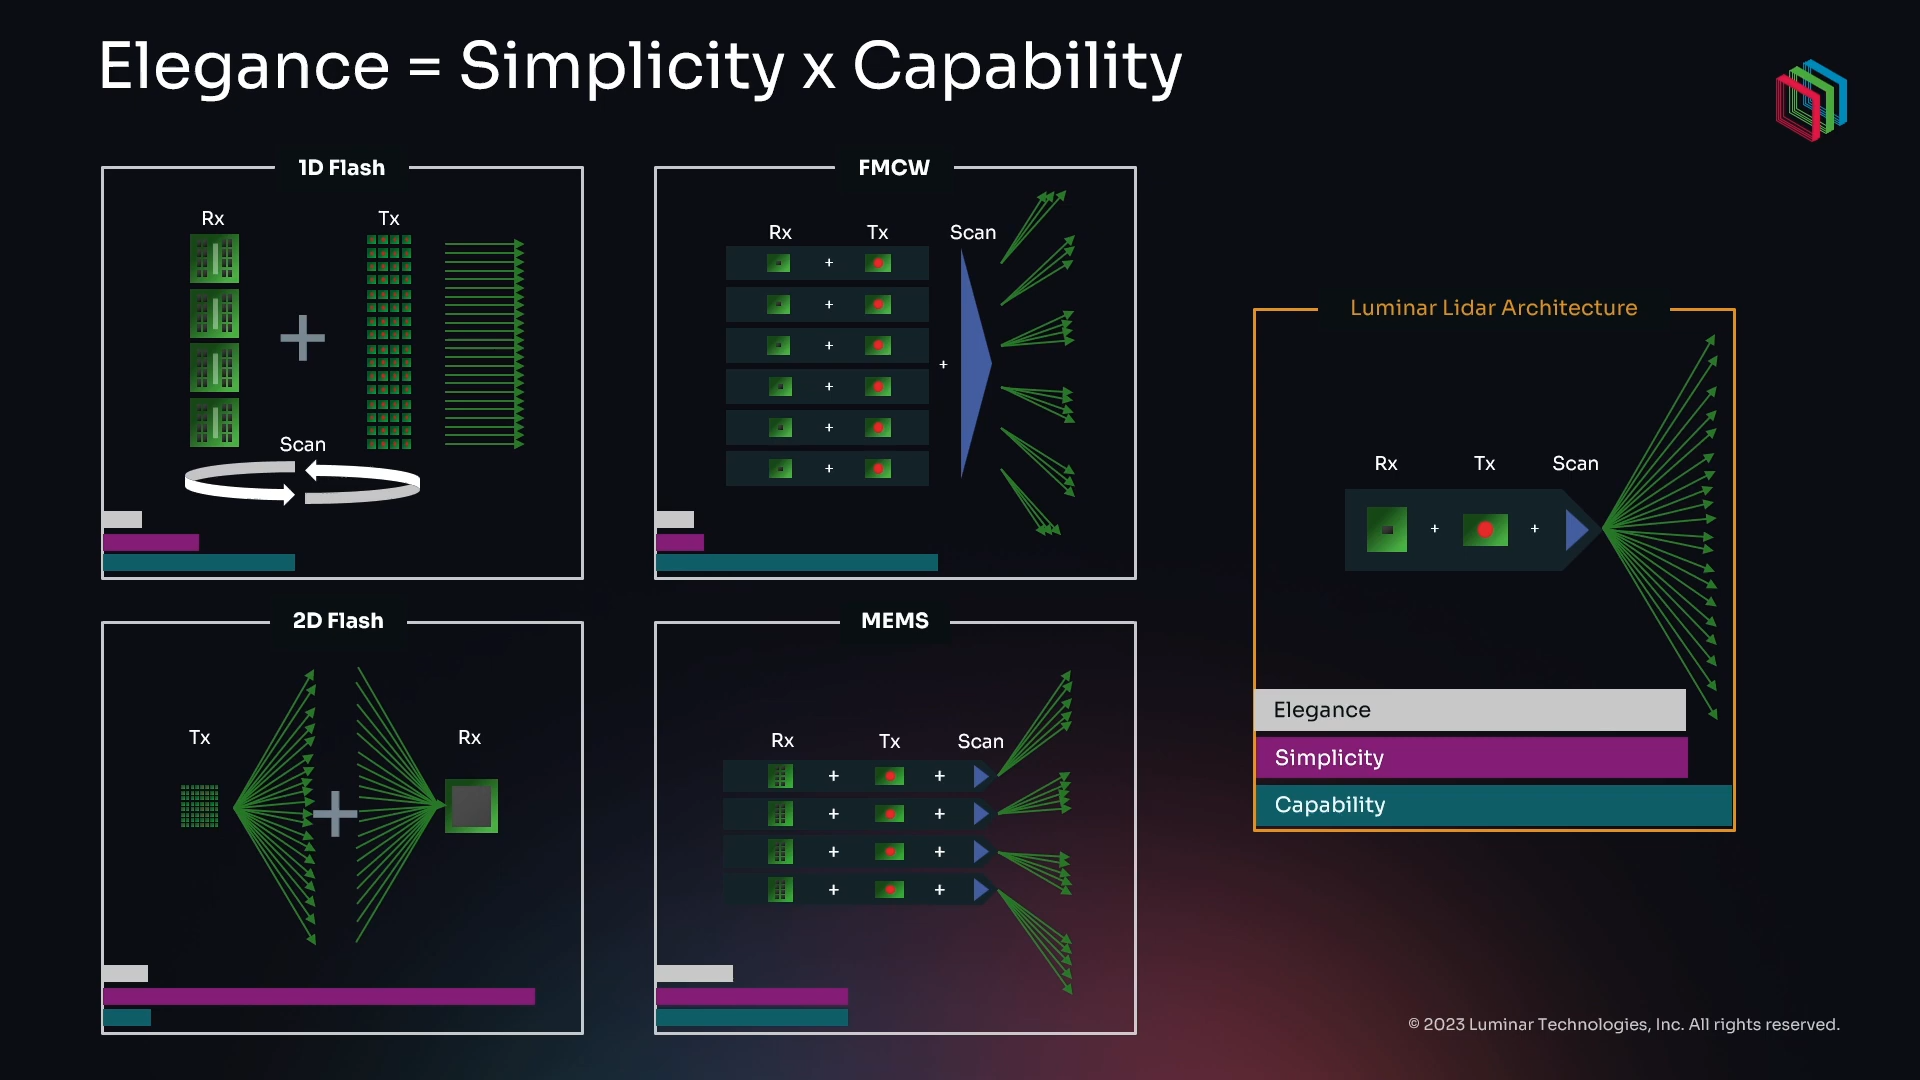 Elegance = Simplicity x Capability
1D Flash
Rx
Tx
Scan
FMCW
Rx Tx Scan
+
+
+
+
+
+
+
2D Flash
Tx
Rx
MEMS
Rx Tx Scan
+ +
+ +
+ +
+ +
Luminar Lidar Architecture
Rx Tx Scan
+ +
Elegance
Simplicity
Capability
© 2023 Luminar Technologies, Inc. All rights reserved.